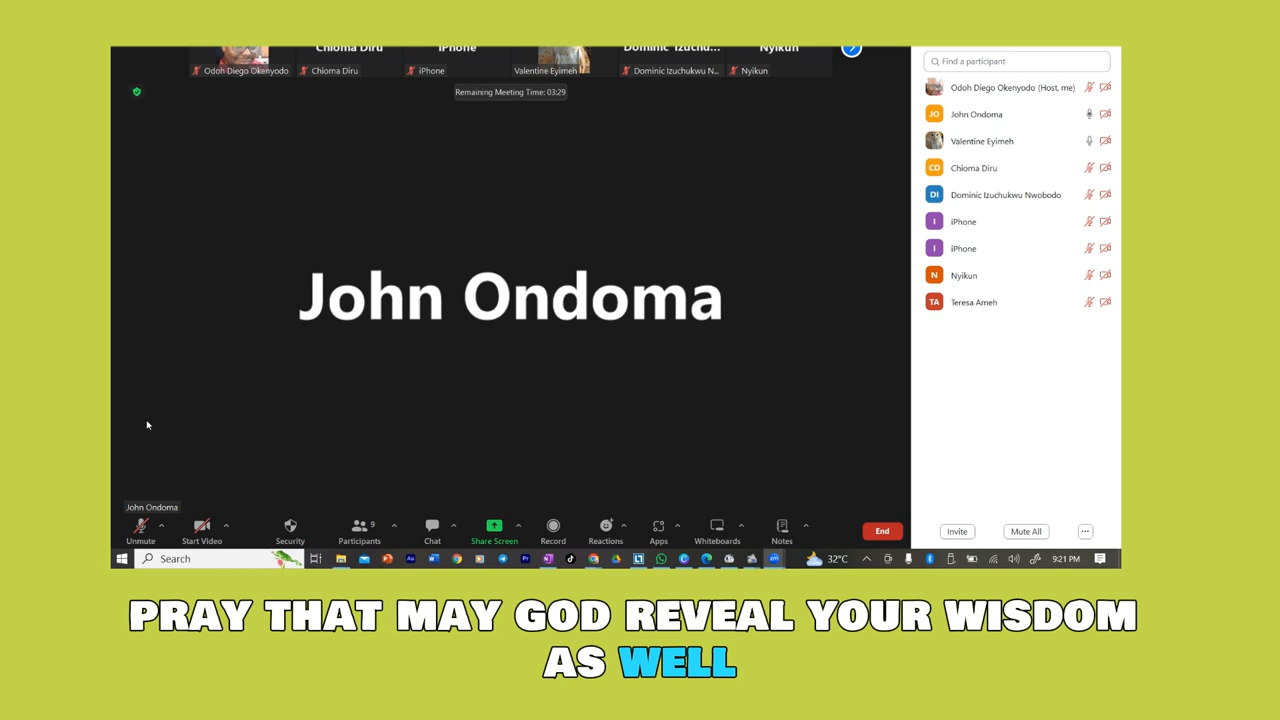 Chioma Diru
iPhone
Dominic Izuchu...
Nyikun
Odoh Diego Okenyodo
Chioma Diru
iPhone
Valentine Eyimeh
Dominic Izuchukwu N...
Nyikun
Remaining Meeting Time: 03:29
John Ondoma
John Ondoma
Unmute
Start Video
Security
9
Participants
Chat
Share Screen
Record
Reactions
Apps
Whiteboards
Notes
End
Find a participant
Odoh Diego Okenyodo (Host, me)
JO John Ondoma
Valentine Eyimeh
CD Chioma Diru
DI Dominic Izuchukwu Nwobodo
I iPhone
I iPhone
N Nyikun
TA Teresa Ameh
Invite
Mute All
...
Search
32°C
9:21 PM
PRAY THAT MAY GOD REVEAL YOUR WISDOM
AS WELL